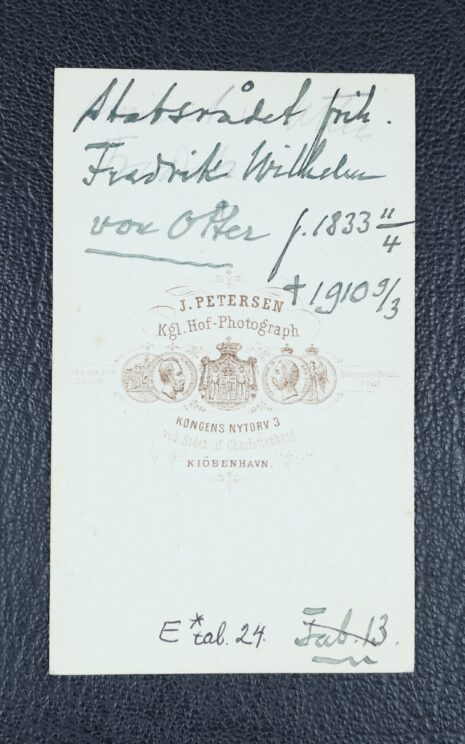 Statsrådet frih.
Fredrik Wilhelm
von Otter f. 1833 11/4
† 1910 9/3
J. PETERSEN
Kgl. Hof-Photograph
KONGENS NYTORV 3
ved Siden af Charlottenborg
KIÖBENHAVN.
E* tab. 24. Tab. 13.